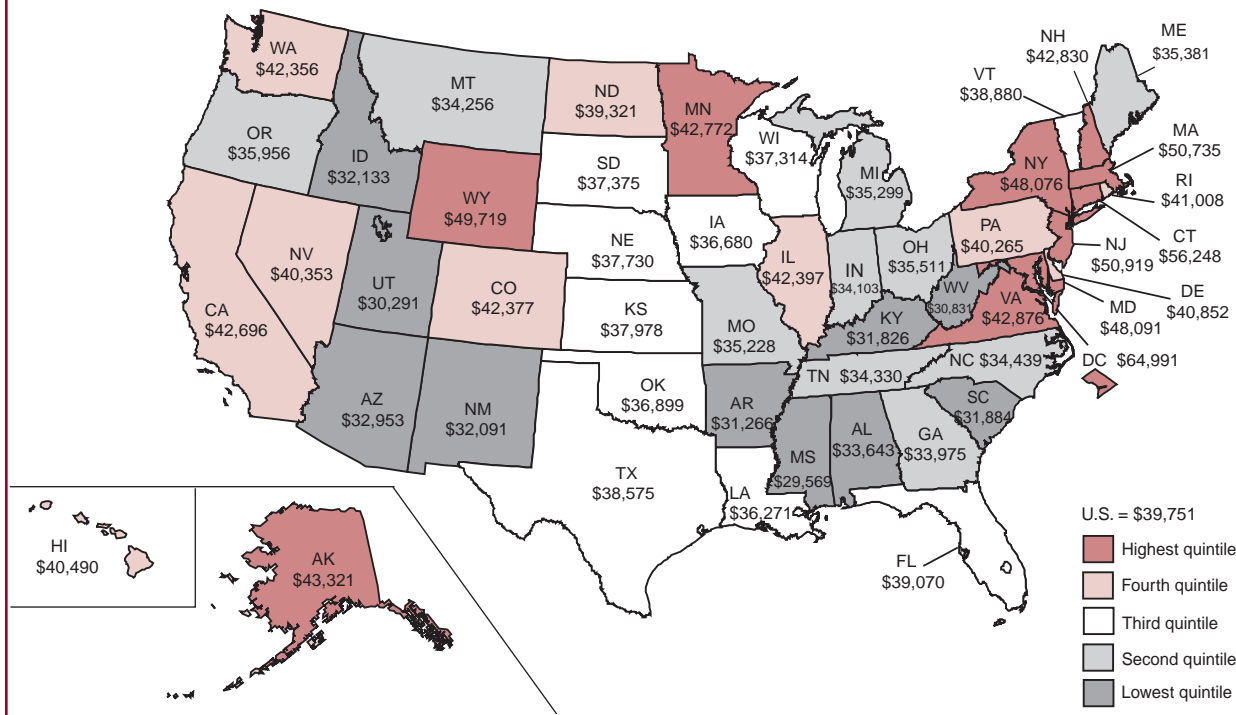 WA
$42,356
MT
$34,256
ND
$39,321
MN
$42,772
OR
$35,956
ID
$32,133
WY
$49,719
SD
$37,375
WI
$37,314
MI
$35,299
NH
$42,830
ME
$35,381
VT
$38,880
MA
$50,735
NY
$48,076
RI
$41,008
CT
$56,248
NJ
$50,919
PA
$40,265
DE
$40,852
MD
$48,091
DC $64,991
CA
$42,696
NV
$40,353
UT
$30,291
CO
$42,377
NE
$37,730
IA
$36,680
IL
$42,397
IN
$34,103
OH
$35,511
WV
$30,831
VA
$42,876
KS
$37,978
MO
$35,228
KY
$31,826
TN $34,330
NC $34,439
AZ
$32,953
NM
$32,091
OK
$36,899
AR
$31,266
SC
$31,884
MS
$29,569
AL
$33,643
GA
$33,975
TX
$38,575
LA
$36,271
FL
$39,070
HI
$40,490
AK
$43,321
U.S. = $39,751
Highest quintile
Fourth quintile
Third quintile
Second quintile
Lowest quintile